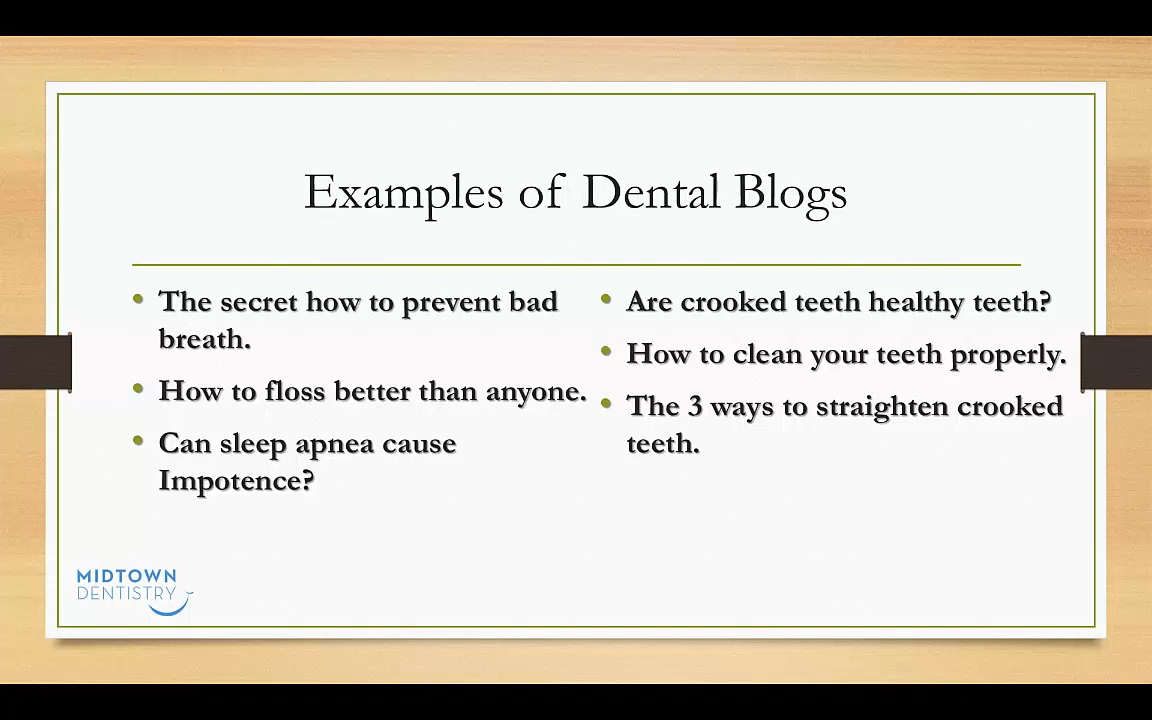 Examples of Dental Blogs
• The secret how to prevent bad
breath.
• How to floss better than anyone.
• Can sleep apnea cause
Impotence?
• Are crooked teeth healthy teeth?
• How to clean your teeth properly.
• The 3 ways to straighten crooked
teeth.
MIDTOWN
DENTISTRY